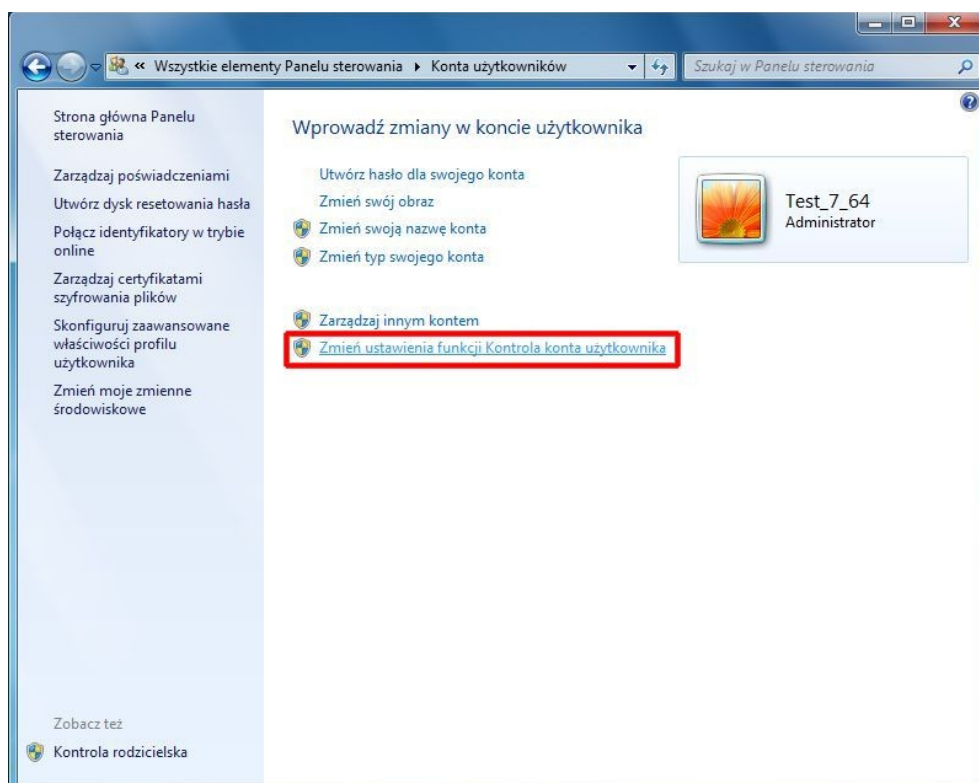 « Wszystkie elementy Panelu sterowania ▸ Konta użytkowników
Szukaj w Panelu sterowania
Strona główna Panelu
sterowania
Zarządzaj poświadczeniami
Utwórz dysk resetowania hasła
Połącz identyfikatory w trybie
online
Zarządzaj certyfikatami
szyfrowania plików
Skonfiguruj zaawansowane
właściwości profilu
użytkownika
Zmień moje zmienne
środowiskowe
Wprowadź zmiany w koncie użytkownika
Utwórz hasło dla swojego konta
Zmień swój obraz
Zmień swoją nazwę konta
Zmień typ swojego konta
Zarządzaj innym kontem
Zmień ustawienia funkcji Kontrola konta użytkownika
Test_7_64
Administrator
Zobacz też
Kontrola rodzicielska